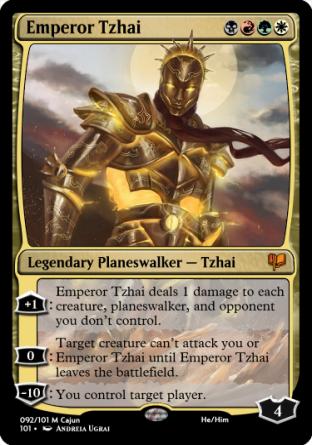 Emperor Tzhai
Legendary Planeswalker — Tzhai
+1: Emperor Tzhai deals 1 damage to each
creature, planeswalker, and opponent
you don't control.
Target creature can't attack you or
0: Emperor Tzhai until Emperor Tzhai
leaves the battlefield.
-10: You control target player.
4
092/101 M Cajun He/Him
101 • Andreia Ugrai